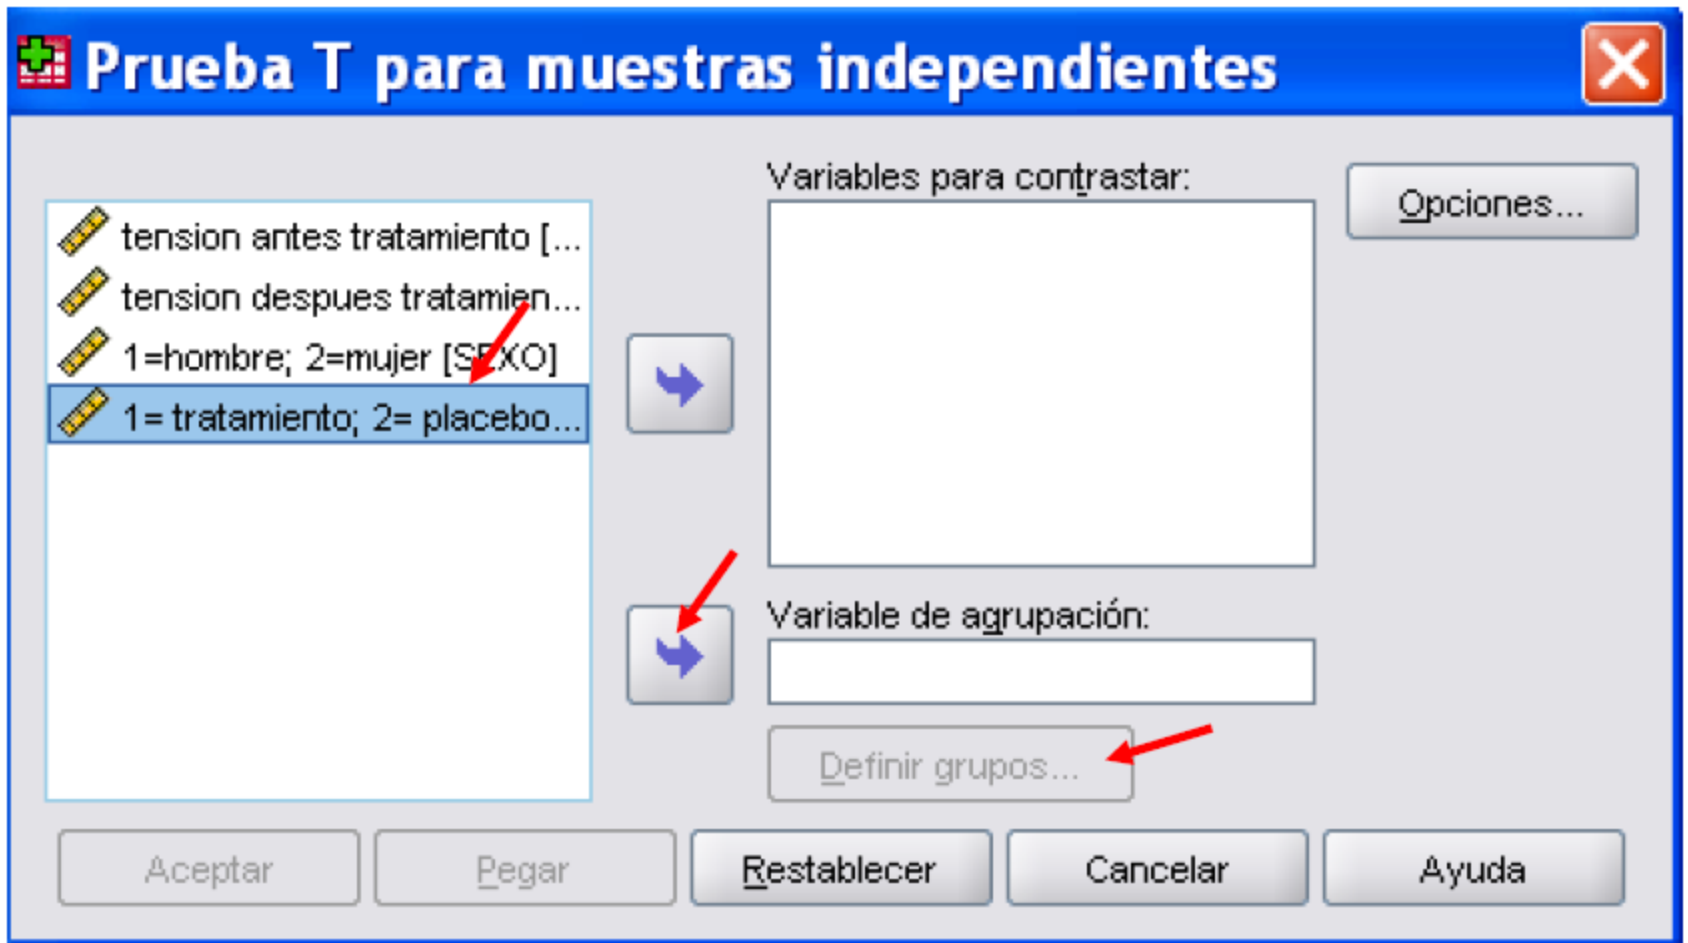 Prueba T para muestras independientes
Variables para contrastar:
Opciones...
tension antes tratamiento [...
tension despues tratamien...
1=hombre; 2=mujer [SEXO]
1= tratamiento; 2= placebo...
Variable de agrupación:
Definir grupos...
Aceptar
Pegar
Restablecer
Cancelar
Ayuda